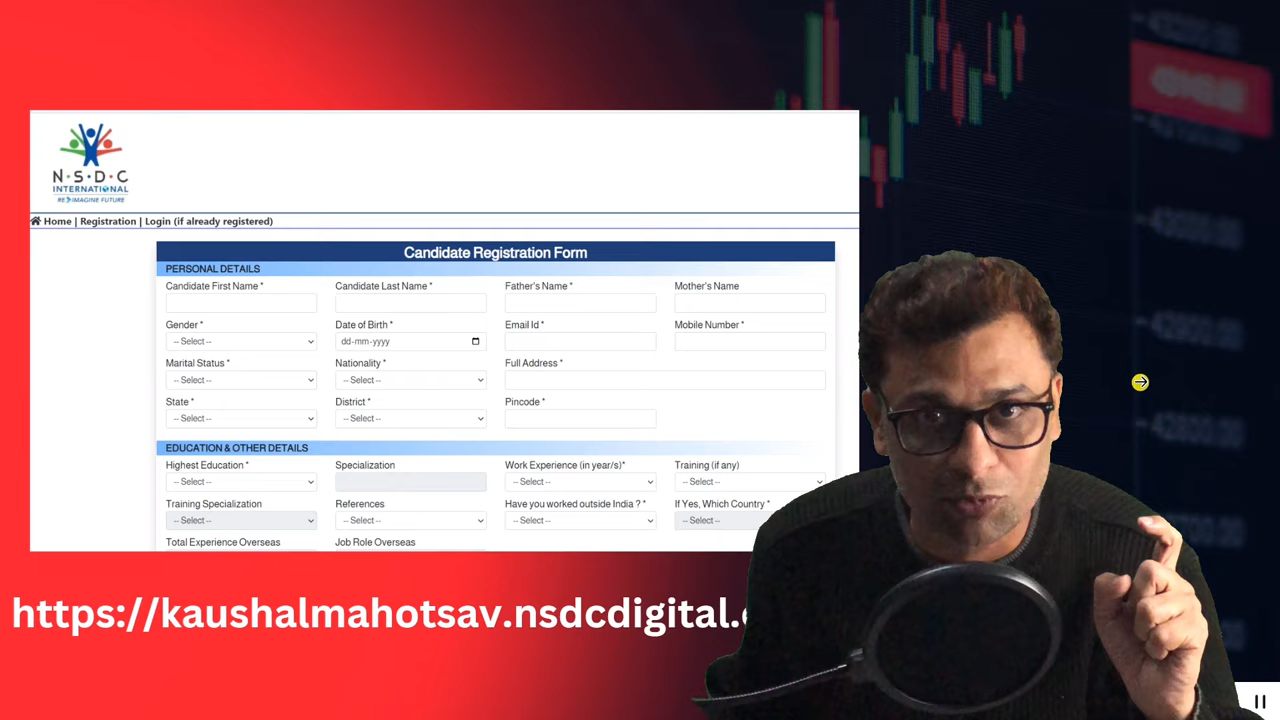 N·S·D·C
INTERNATIONAL
RE IMAGINE FUTURE
Home | Registration | Login (if already registered)
Candidate Registration Form
PERSONAL DETAILS
Candidate First Name * Candidate Last Name * Father's Name * Mother's Name
Gender * Date of Birth * Email Id * Mobile Number *
-- Select -- dd-mm-yyyy
Marital Status * Nationality * Full Address *
-- Select -- -- Select --
State * District * Pincode *
-- Select -- -- Select --
EDUCATION & OTHER DETAILS
Highest Education * Specialization Work Experience (in year/s)* Training (if any)
-- Select -- -- Select -- -- Select --
Training Specialization References Have you worked outside India ? * If Yes, Which Country *
-- Select -- -- Select -- -- Select -- -- Select --
Total Experience Overseas Job Role Overseas
https://kaushalmahotsav.nsdcdigital.